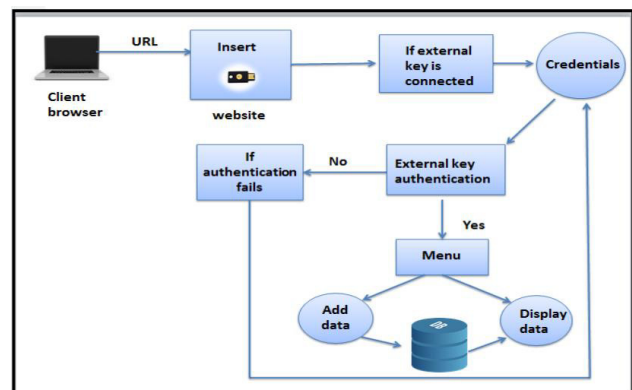 URL
Insert
If external
key is
connected
Credentials
Client
browser
website
If
authentication
fails
No
External key
authentication
Yes
Menu
Add
data
DB
Display
data